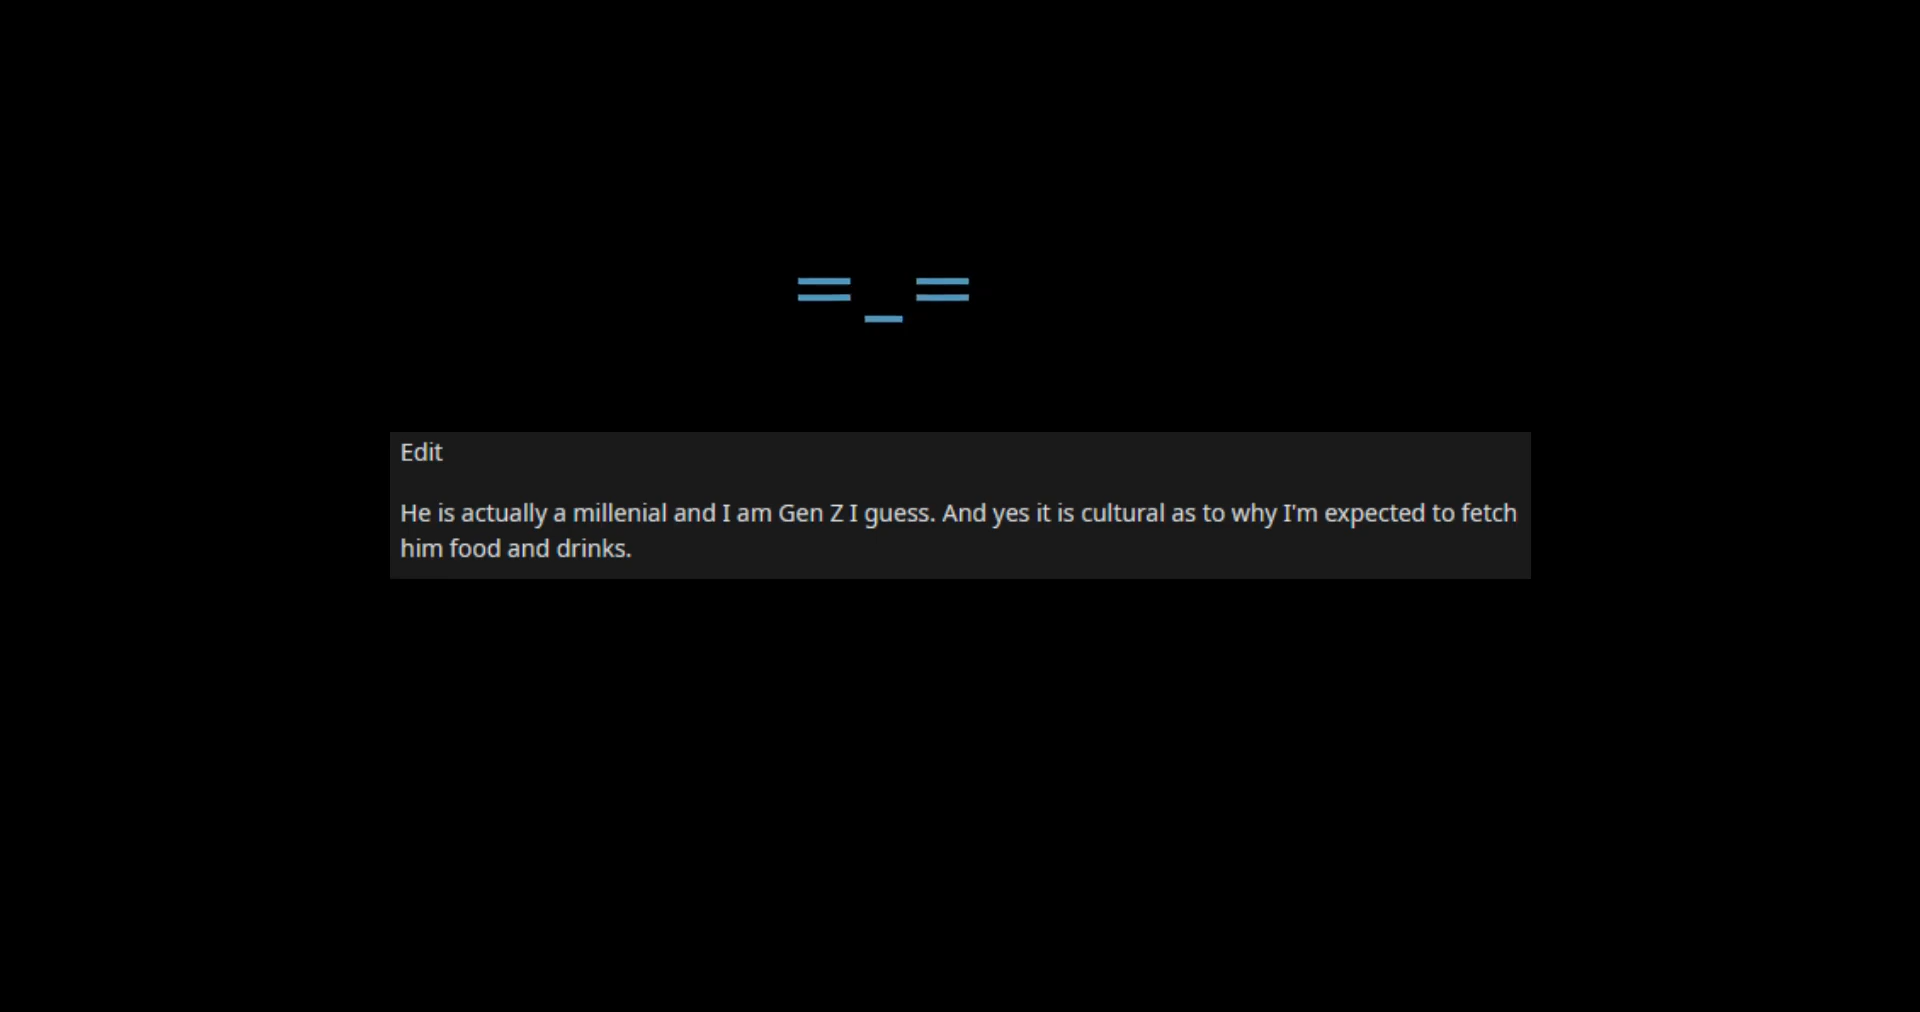 =_=
Edit
He is actually a millenial and I am Gen Z I guess. And yes it is cultural as to why I'm expected to fetch
him food and drinks.